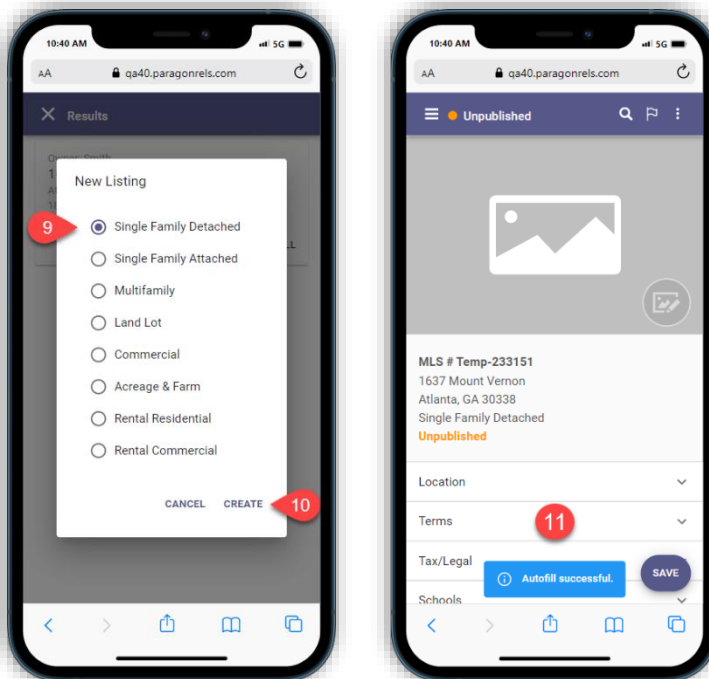 10:40 AM
5G
AA
qa40.paragonrels.com
Results
Owner: Smith
New Listing
9
Single Family Detached
Single Family Attached
Multifamily
Land Lot
Commercial
Acreage & Farm
Rental Residential
Rental Commercial
CANCEL CREATE
10
10:40 AM
5G
AA
qa40.paragonrels.com
Unpublished
MLS # Temp-233151
1637 Mount Vernon
Atlanta, GA 30338
Single Family Detached
Unpublished
Location
Terms
11
Tax/Legal
Autofill successful.
SAVE
Schools